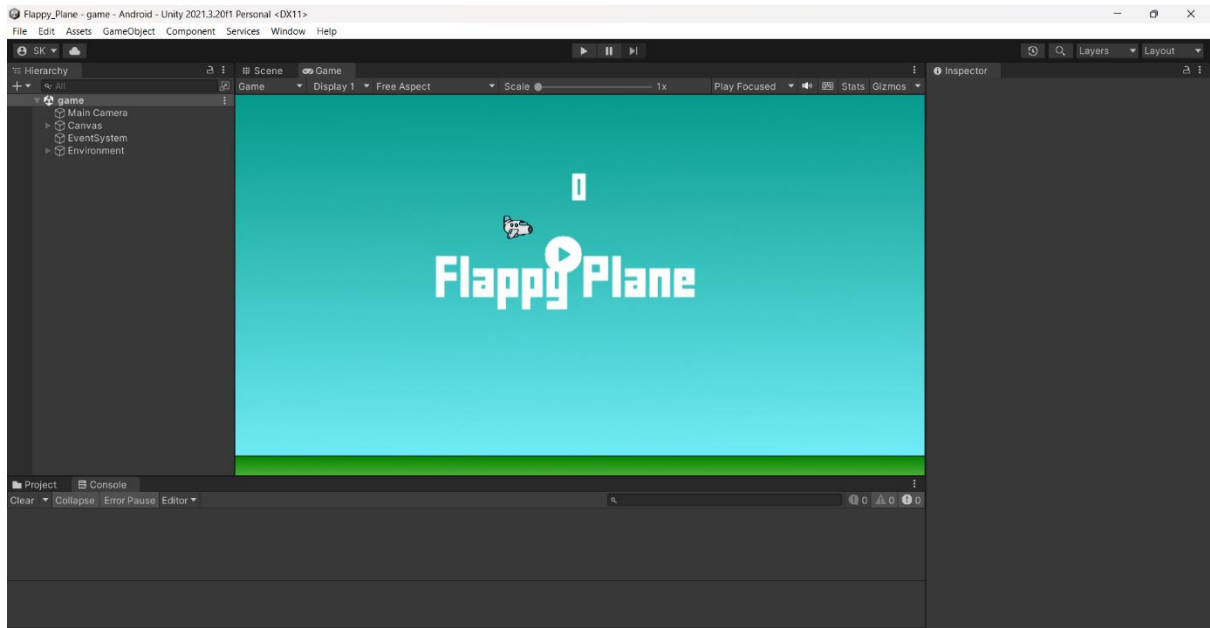 Flappy_Plane - game - Android - Unity 2021.3.20f1 Personal <DX11>
File Edit Assets GameObject Component Services Window Help
SK Layers Layout
Hierarchy Scene Game Inspector
All Game Display 1 Free Aspect Scale 1x Play Focused Stats Gizmos
game
Main Camera
Canvas
EventSystem
Environment
0
Flappy Plane
Project Console
Clear Collapse Error Pause Editor 0 0 0